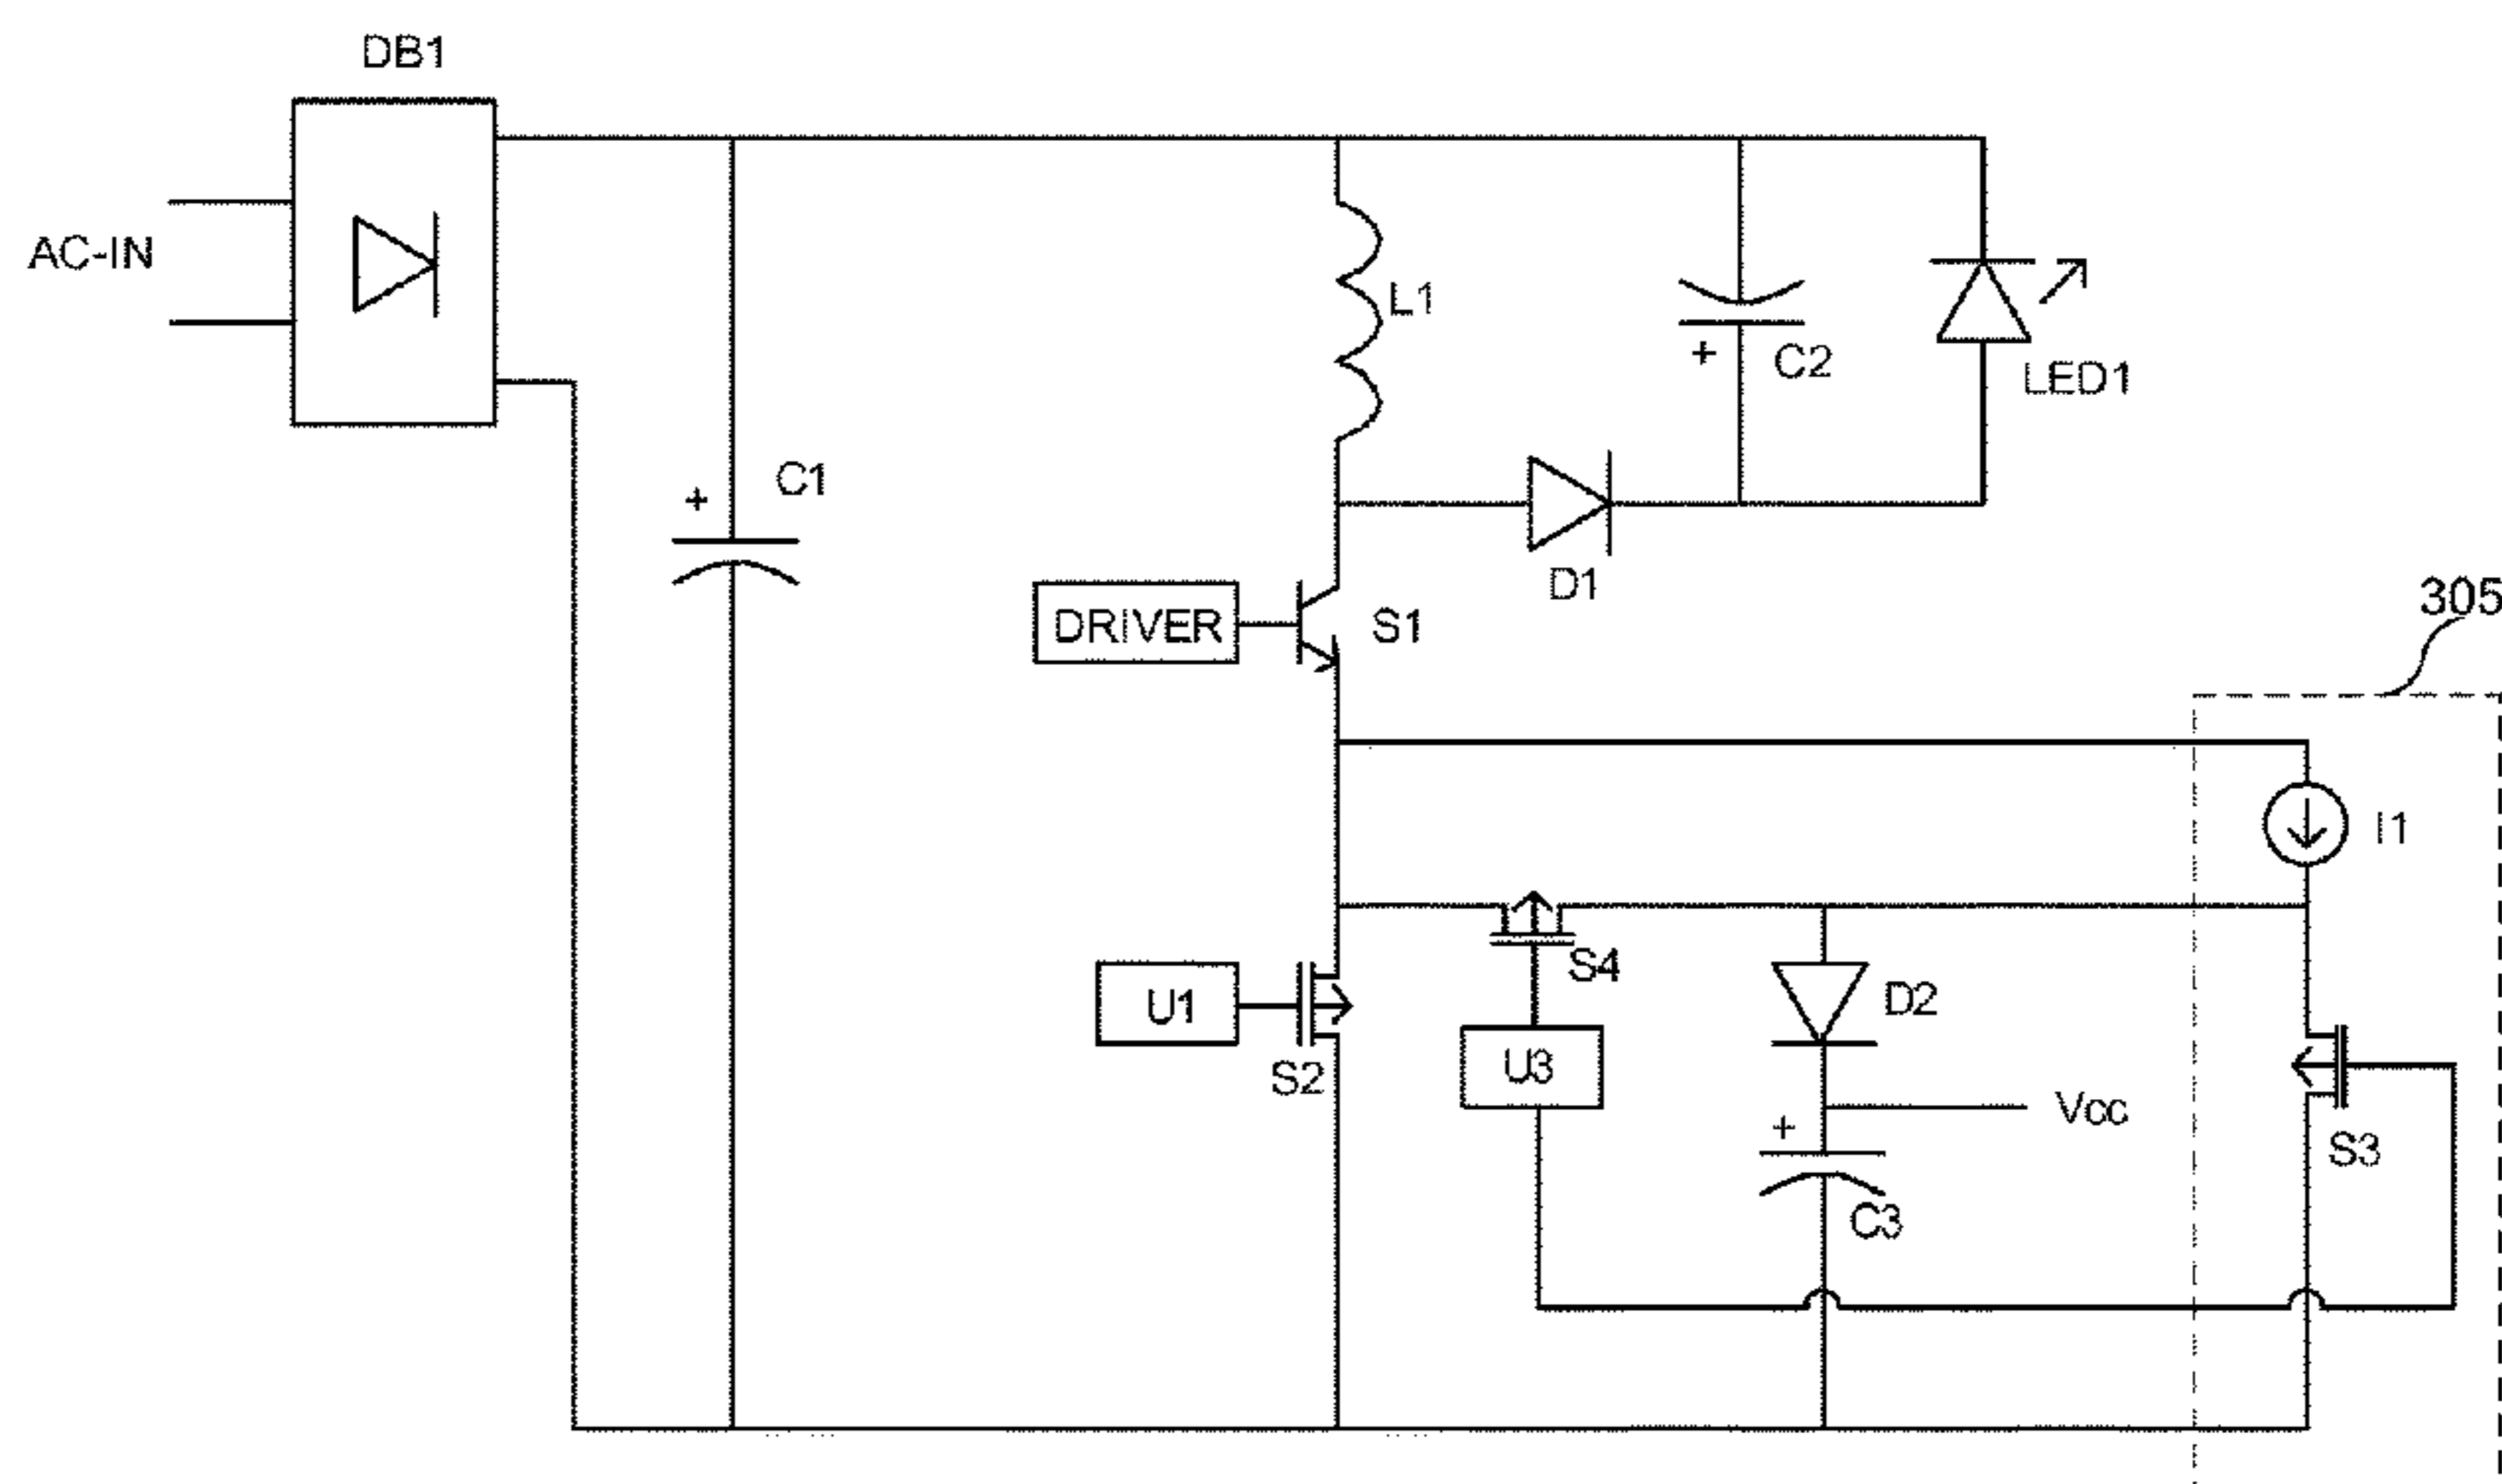 DB1
AC-IN
L1
C2
LED1
+
C1
+
D1
DRIVER
S1
305
I1
S4
U1
D2
S2
U3
Vcc
+
S3
C3